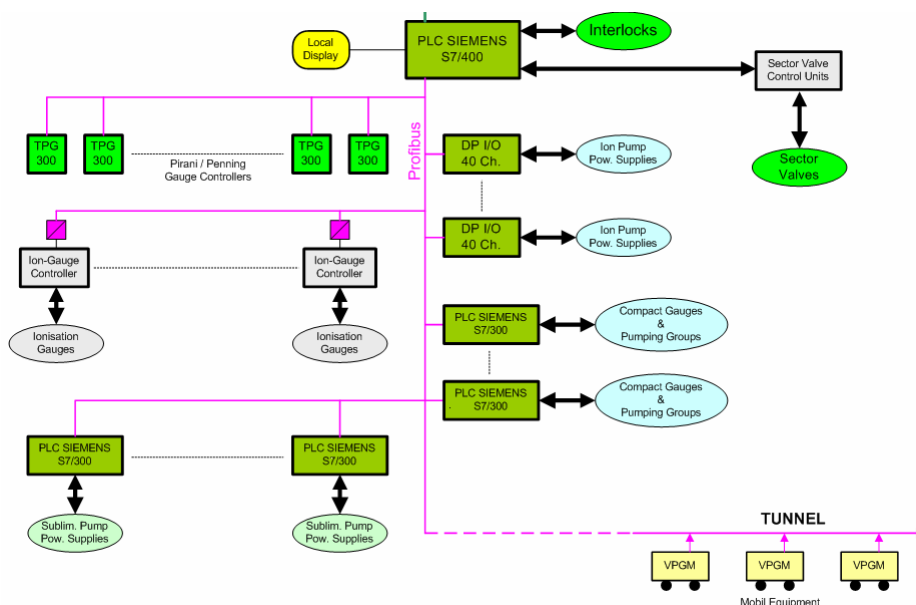 Local
Display
PLC SIEMENS
S7/400
Interlocks
Sector Valve
Control Units
Sector
Valves
TPG
300
TPG
300
TPG
300
TPG
300
Pirani / Penning
Gauge Controllers
Profibus
DP I/O
40 Ch.
Ion Pump
Pow. Supplies
DP I/O
40 Ch.
Ion Pump
Pow. Supplies
Ion-Gauge
Controller
Ion-Gauge
Controller
Ionisation
Gauges
Ionisation
Gauges
PLC SIEMENS
S7/300
Compact Gauges
&
Pumping Groups
PLC SIEMENS
S7/300
Compact Gauges
&
Pumping Groups
PLC SIEMENS
S7/300
PLC SIEMENS
S7/300
Sublim. Pump
Pow. Supplies
Sublim. Pump
Pow. Supplies
TUNNEL
VPGM
VPGM
VPGM
Mobil Equipment